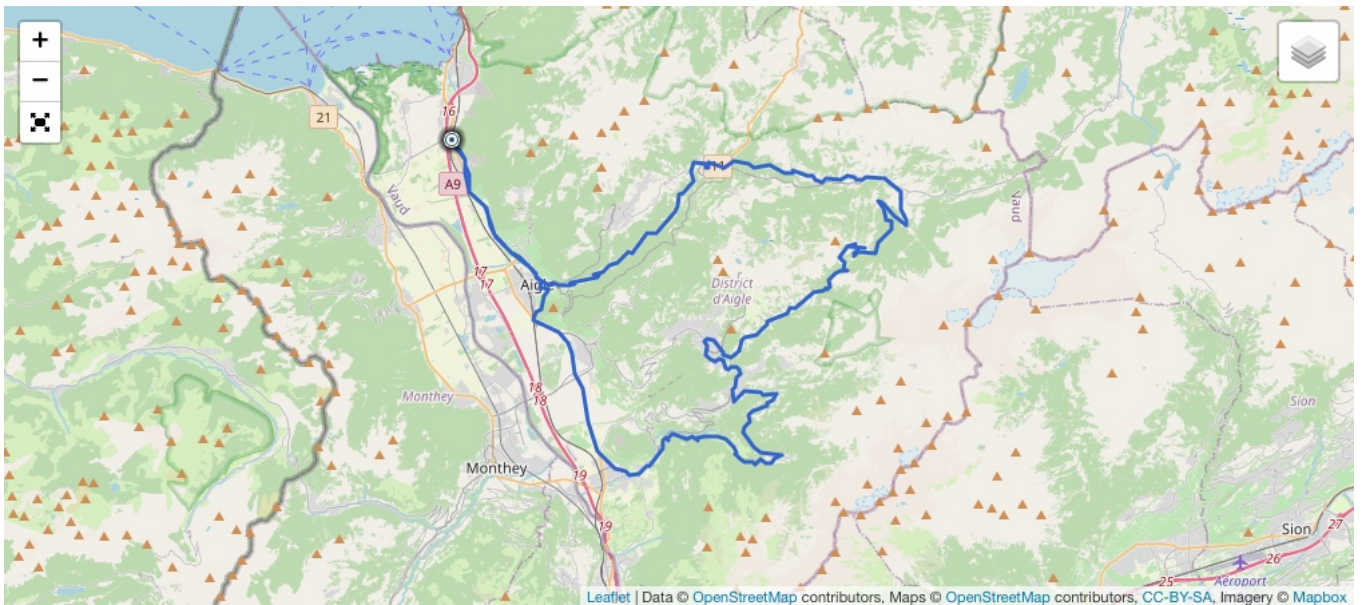 +
−
21
16
A9
Vaud
11
Vaud
17
17
Aigle
District
d'Aigle
18
18
Monthey
Monthey
19
19
Sion
Sion
27
26
25
Aéroport
Leaflet | Data © OpenStreetMap contributors, Maps © OpenStreetMap contributors, CC-BY-SA, Imagery © Mapbox